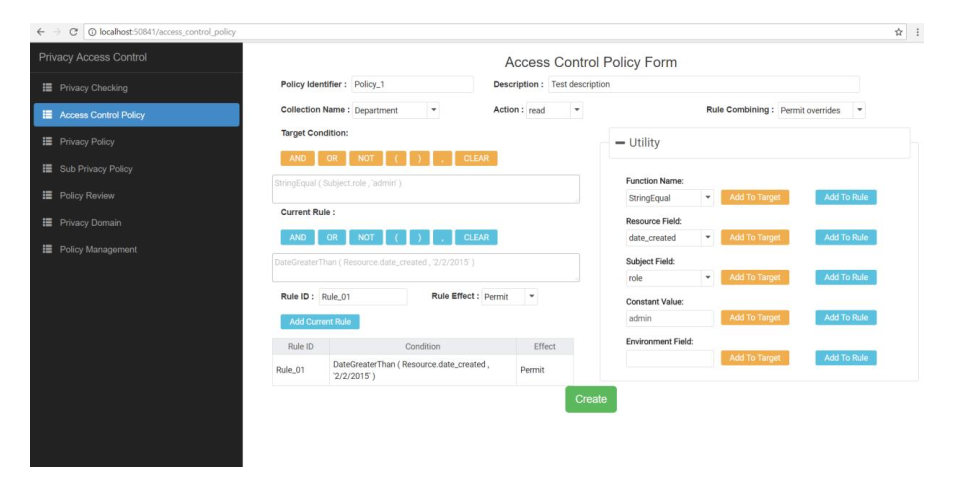 localhost:50841/access_control_policy
Privacy Access Control
Privacy Checking
Access Control Policy
Privacy Policy
Sub Privacy Policy
Policy Review
Privacy Domain
Policy Management
Access Control Policy Form
Policy Identifier : Policy_1 Description : Test description
Collection Name : Department Action : read Rule Combining : Permit overrides
Target Condition:
AND OR NOT ( ) , CLEAR
StringEqual ( Subject.role , 'admin' )
Current Rule :
AND OR NOT ( ) , CLEAR
DateGreaterThan ( Resource.date_created , '2/2/2015' )
Rule ID : Rule_01 Rule Effect : Permit
Add Current Rule
Rule ID Condition Effect
Rule_01 DateGreaterThan ( Resource.date_created , Permit
'2/2/2015' )
Utility
Function Name:
StringEqual Add To Target Add To Rule
Resource Field:
date_created Add To Target Add To Rule
Subject Field:
role Add To Target Add To Rule
Constant Value:
admin Add To Target Add To Rule
Environment Field:
Add To Target Add To Rule
Create